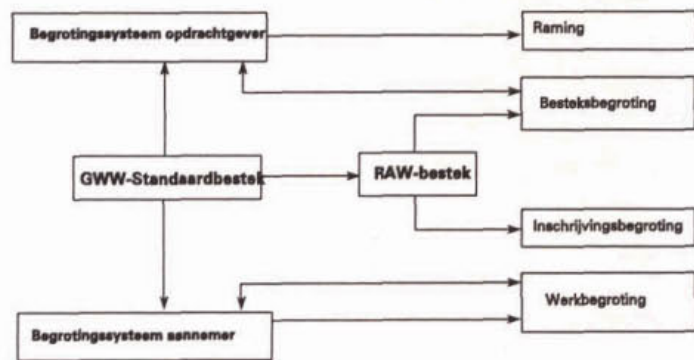 Begrotingssysteem opdrachtgever
Raming
Besteksbegroting
GWW-Standaardbestek
RAW-bestek
Inschrijvingsbegroting
Werkbegroting
Begrotingssysteem aannemer